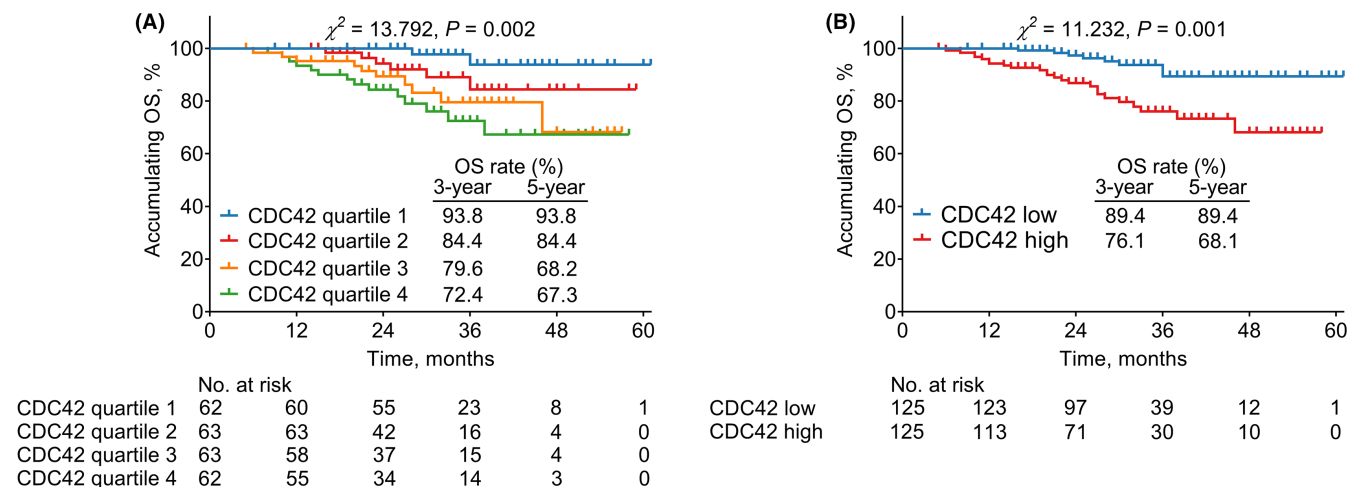 (A)
χ² = 13.792, P = 0.002
Accumulating OS, %
100
80
60
40
20
0
OS rate (%)
3-year 5-year
CDC42 quartile 1 93.8 93.8
CDC42 quartile 2 84.4 84.4
CDC42 quartile 3 79.6 68.2
CDC42 quartile 4 72.4 67.3
0 12 24 36 48 60
Time, months
No. at risk
CDC42 quartile 1 62 60 55 23 8 1
CDC42 quartile 2 63 63 42 16 4 0
CDC42 quartile 3 63 58 37 15 4 0
CDC42 quartile 4 62 55 34 14 3 0
(B)
χ² = 11.232, P = 0.001
Accumulating OS, %
100
80
60
40
20
0
OS rate (%)
3-year 5-year
CDC42 low 89.4 89.4
CDC42 high 76.1 68.1
0 12 24 36 48 60
Time, months
No. at risk
CDC42 low 125 123 97 39 12 1
CDC42 high 125 113 71 30 10 0